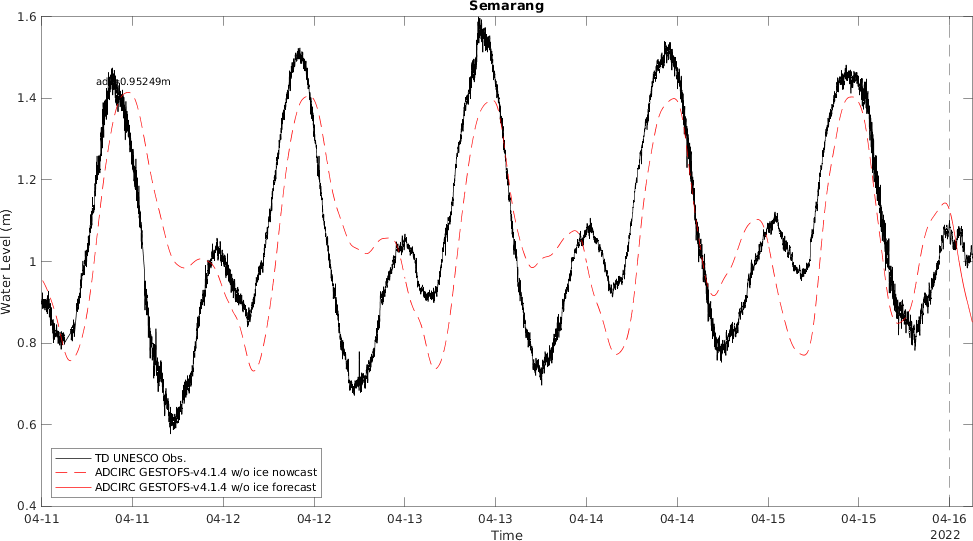 Semarang
1.6
1.4
1.2
1
0.8
0.6
0.4
Water Level (m)
0.95249m
TD UNESCO Obs.
ADCIRC GESTOFS-v4.1.4 w/o ice nowcast
ADCIRC GESTOFS-v4.1.4 w/o ice forecast
04-11 04-11 04-12 04-12 04-13 04-13 04-14 04-14 04-15 04-15 04-16
Time
2022